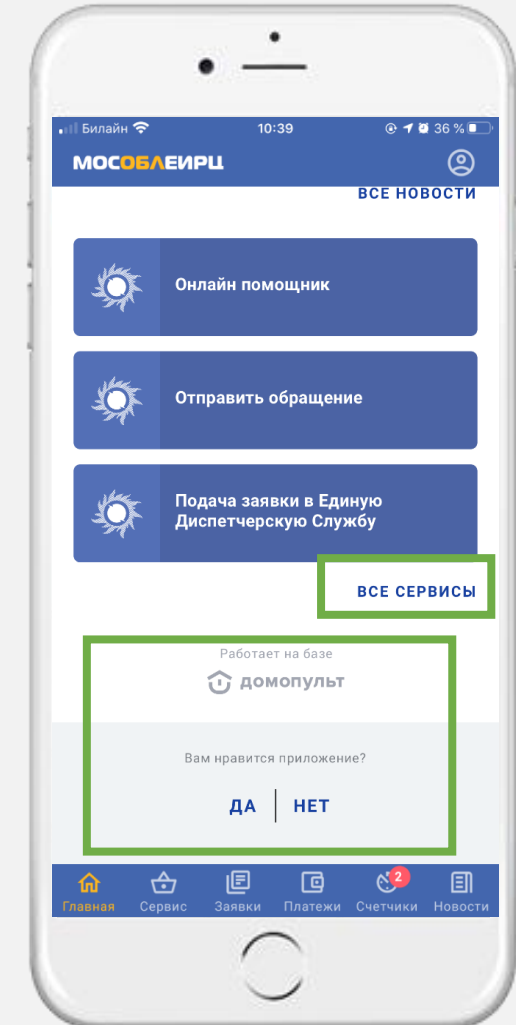 Билайн 10:39 36 %
МОСОБЛЕИРЦ
ВСЕ НОВОСТИ
Онлайн помощник
Отправить обращение
Подача заявки в Единую
Диспетчерскую Службу
ВСЕ СЕРВИСЫ
Работает на базе
домопульт
Вам нравится приложение?
ДА | НЕТ
2
Главная Сервис Заявки Платежи Счетчики Новости